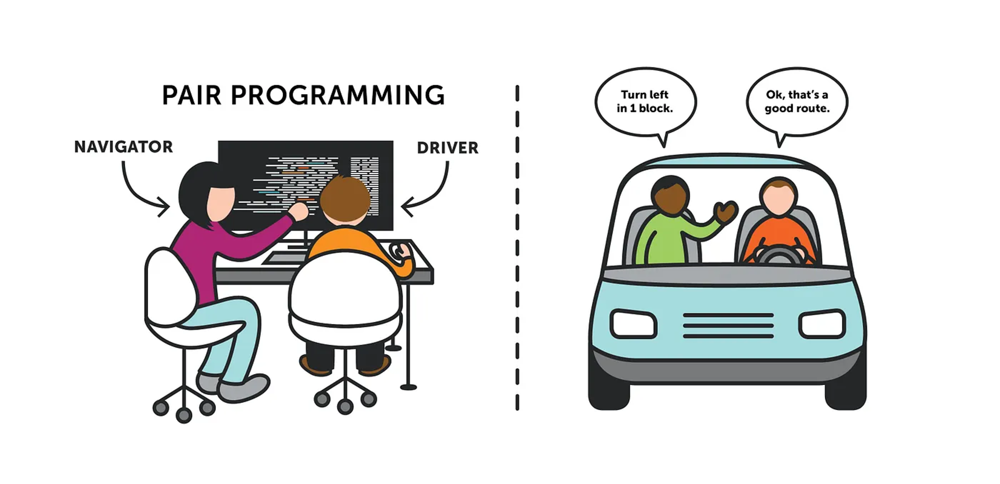 PAIR PROGRAMMING
NAVIGATOR
DRIVER
Turn left
in 1 block.
Ok, that's a
good route.